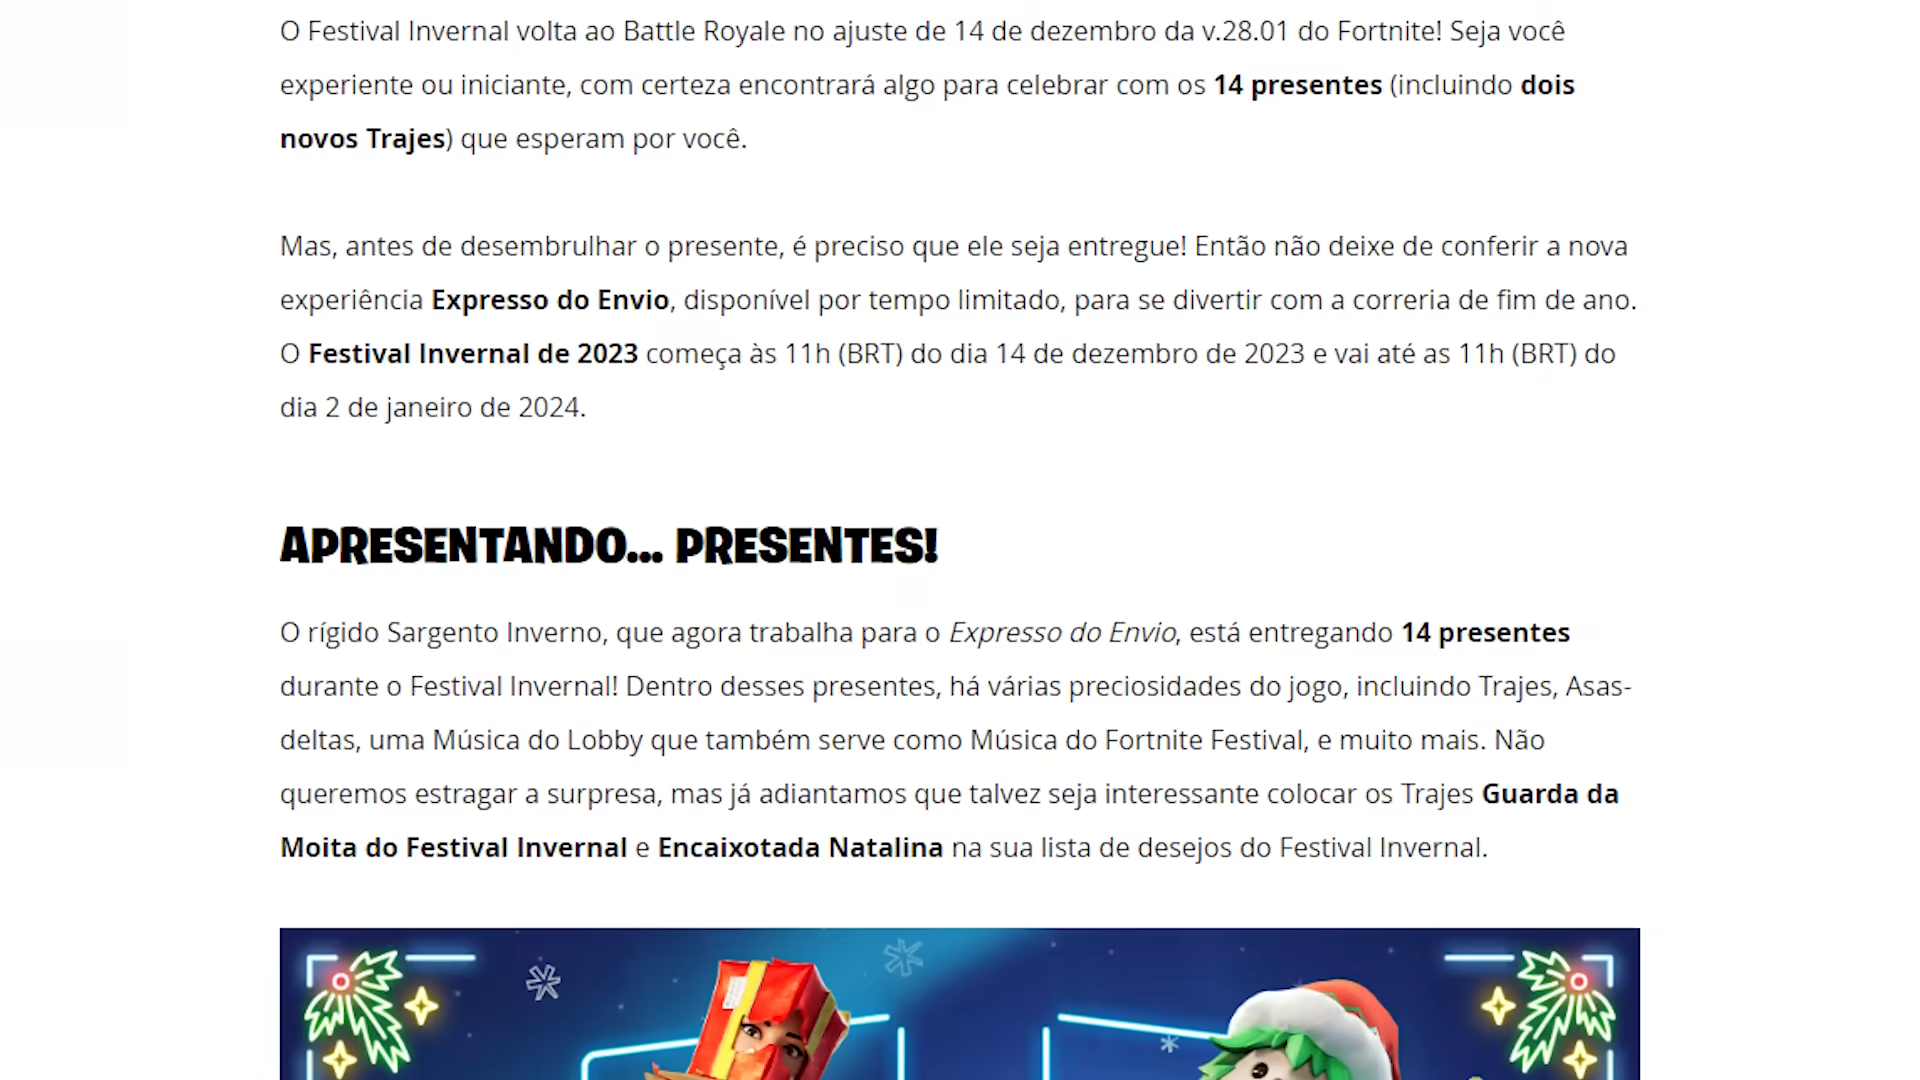 O Festival Invernal volta ao Battle Royale no ajuste de 14 de dezembro da v.28.01 do Fortnite! Seja você
experiente ou iniciante, com certeza encontrará algo para celebrar com os 14 presentes (incluindo dois
novos Trajes) que esperam por você.
Mas, antes de desembrulhar o presente, é preciso que ele seja entregue! Então não deixe de conferir a nova
experiência Expresso do Envio, disponível por tempo limitado, para se divertir com a correria de fim de ano.
O Festival Invernal de 2023 começa às 11h (BRT) do dia 14 de dezembro de 2023 e vai até as 11h (BRT) do
dia 2 de janeiro de 2024.
APRESENTANDO... PRESENTES!
O rígido Sargento Inverno, que agora trabalha para o Expresso do Envio, está entregando 14 presentes
durante o Festival Invernal! Dentro desses presentes, há várias preciosidades do jogo, incluindo Trajes, Asas-
deltas, uma Música do Lobby que também serve como Música do Fortnite Festival, e muito mais. Não
queremos estragar a surpresa, mas já adiantamos que talvez seja interessante colocar os Trajes Guarda da
Moita do Festival Invernal e Encaixotada Natalina na sua lista de desejos do Festival Invernal.